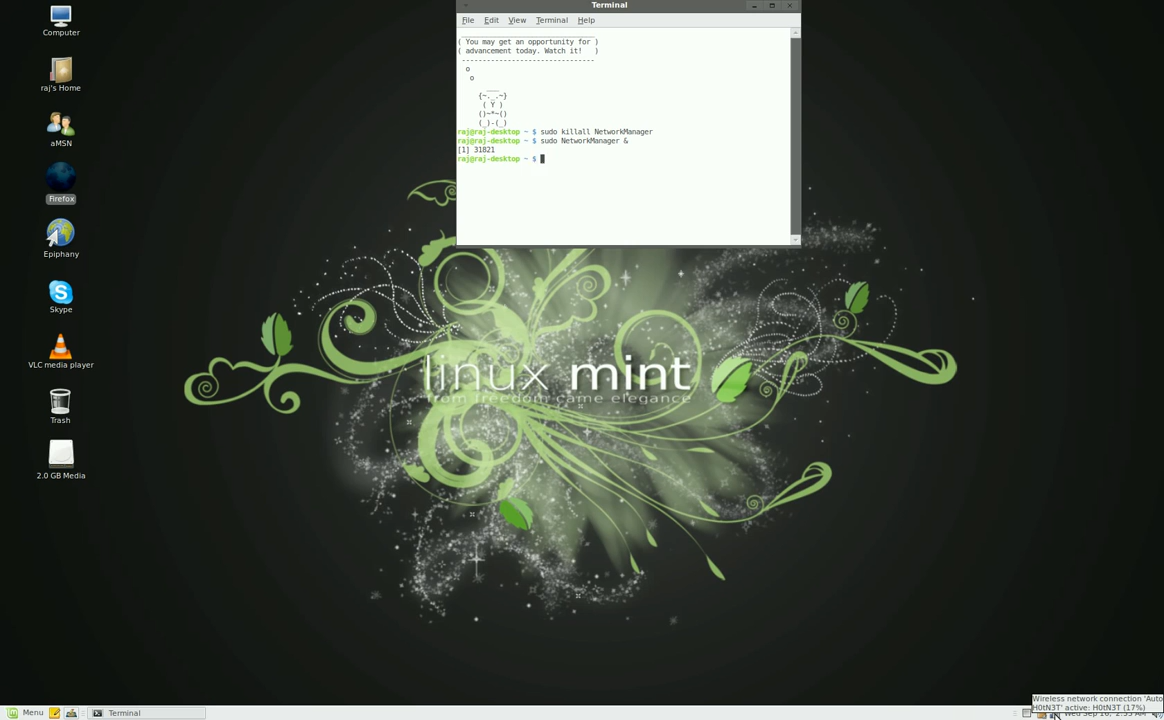 Terminal
File Edit View Terminal Help
( You may get an opportunity for )
( advancement today. Watch it! )
---------------------------------
o
o
___
{~._.~}
( Y )
()~*~()
(_)-(_)
raj@raj-desktop ~ $ sudo killall NetworkManager
raj@raj-desktop ~ $ sudo NetworkManager &
[1] 31821
raj@raj-desktop ~ $
Computer
raj's Home
aMSN
Firefox
Epiphany
Skype
VLC media player
Trash
2.0 GB Media
linux mint
from freedom came elegance
Wireless network connection 'Auto
H0tN3T' active: H0tN3T (17%)
Menu
Terminal